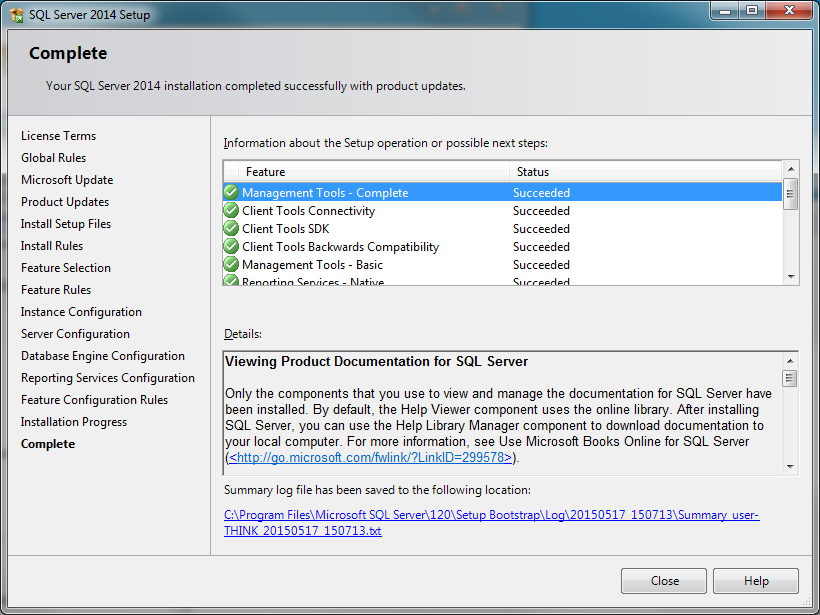 SQL Server 2014 Setup
Complete
Your SQL Server 2014 installation completed successfully with product updates.
License Terms
Global Rules
Microsoft Update
Product Updates
Install Setup Files
Install Rules
Feature Selection
Feature Rules
Instance Configuration
Server Configuration
Database Engine Configuration
Reporting Services Configuration
Feature Configuration Rules
Installation Progress
Complete
Information about the Setup operation or possible next steps:
Feature Status
Management Tools - Complete Succeeded
Client Tools Connectivity Succeeded
Client Tools SDK Succeeded
Client Tools Backwards Compatibility Succeeded
Management Tools - Basic Succeeded
Reporting Services - Native Succeeded
Details:
Viewing Product Documentation for SQL Server
Only the components that you use to view and manage the documentation for SQL Server have
been installed. By default, the Help Viewer component uses the online library. After installing
SQL Server, you can use the Help Library Manager component to download documentation to
your local computer. For more information, see Use Microsoft Books Online for SQL Server
(<http://go.microsoft.com/fwlink/?LinkID=299578>).
Summary log file has been saved to the following location:
C:\Program Files\Microsoft SQL Server\120\Setup Bootstrap\Log\20150517_150713\Summary_user-
THINK_20150517_150713.txt
Close
Help